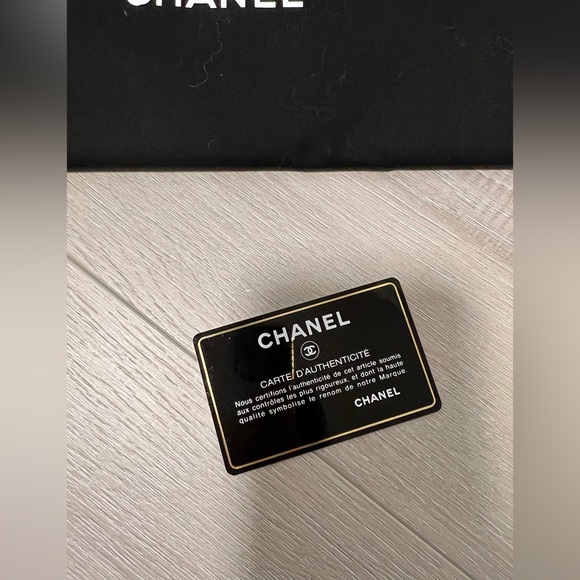 CHANEL
CHANEL
CARTE D'AUTHENTICITÉ
Nous certifions l'authenticité de cet article soumis
aux contrôles les plus rigoureux, et dont la haute
qualité symbolise le renom de notre Marque.
CHANEL